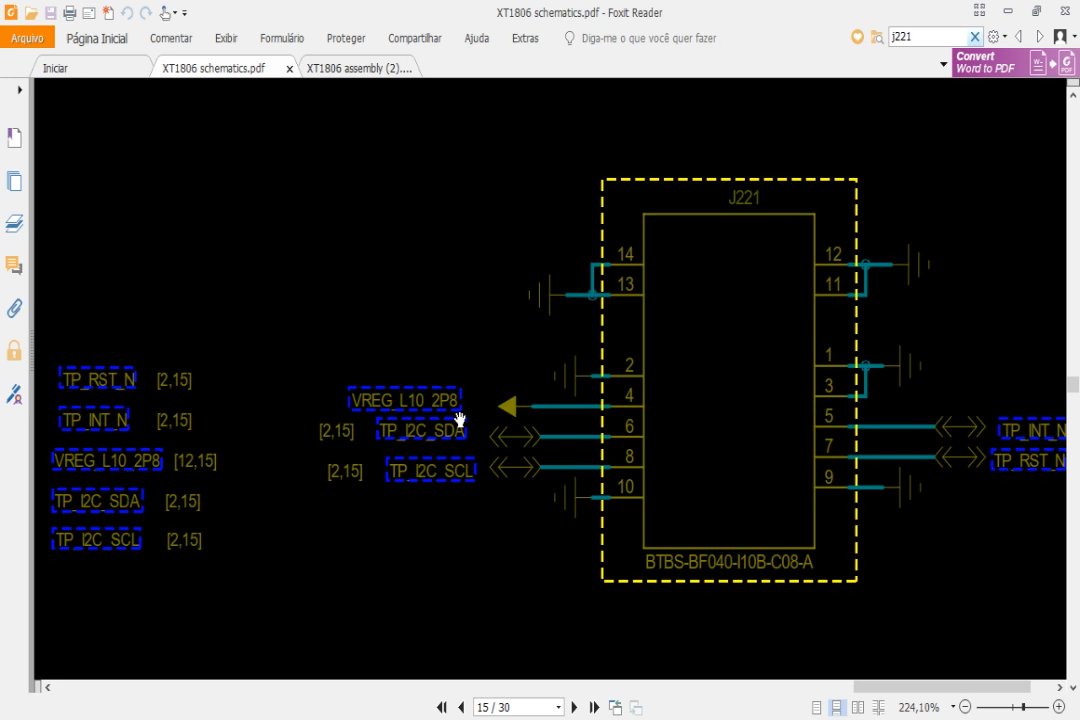 XT1806 schematics.pdf - Foxit Reader
Arquivo Página Inicial Comentar Exibir Formulário Proteger Compartilhar Ajuda Extras Diga-me o que você quer fazer j221
Iniciar XT1806 schematics.pdf XT1806 assembly (2)....
Convert
Word to PDF
J221
14 12
13 11
2 1
4 3
6 5
8 7
10 9
TP_RST_N [2,15]
TP_INT_N [2,15]
VREG_L10_2P8 [12,15]
TP_I2C_SDA [2,15]
TP_I2C_SCL [2,15]
VREG_L10_2P8
[2,15] TP_I2C_SDA
[2,15] TP_I2C_SCL
TP_INT_N
TP_RST_N
BTBS-BF040-I10B-C08-A
15 / 30
224,10%